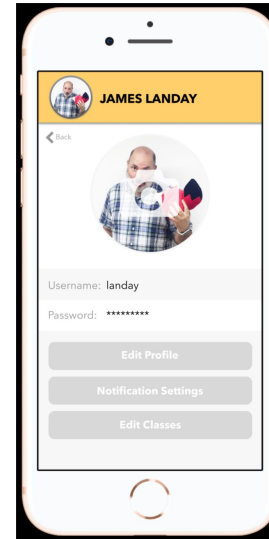 JAMES LANDAY
Back
Username: landay
Password: *********
Edit Profile
Notification Settings
Edit Classes